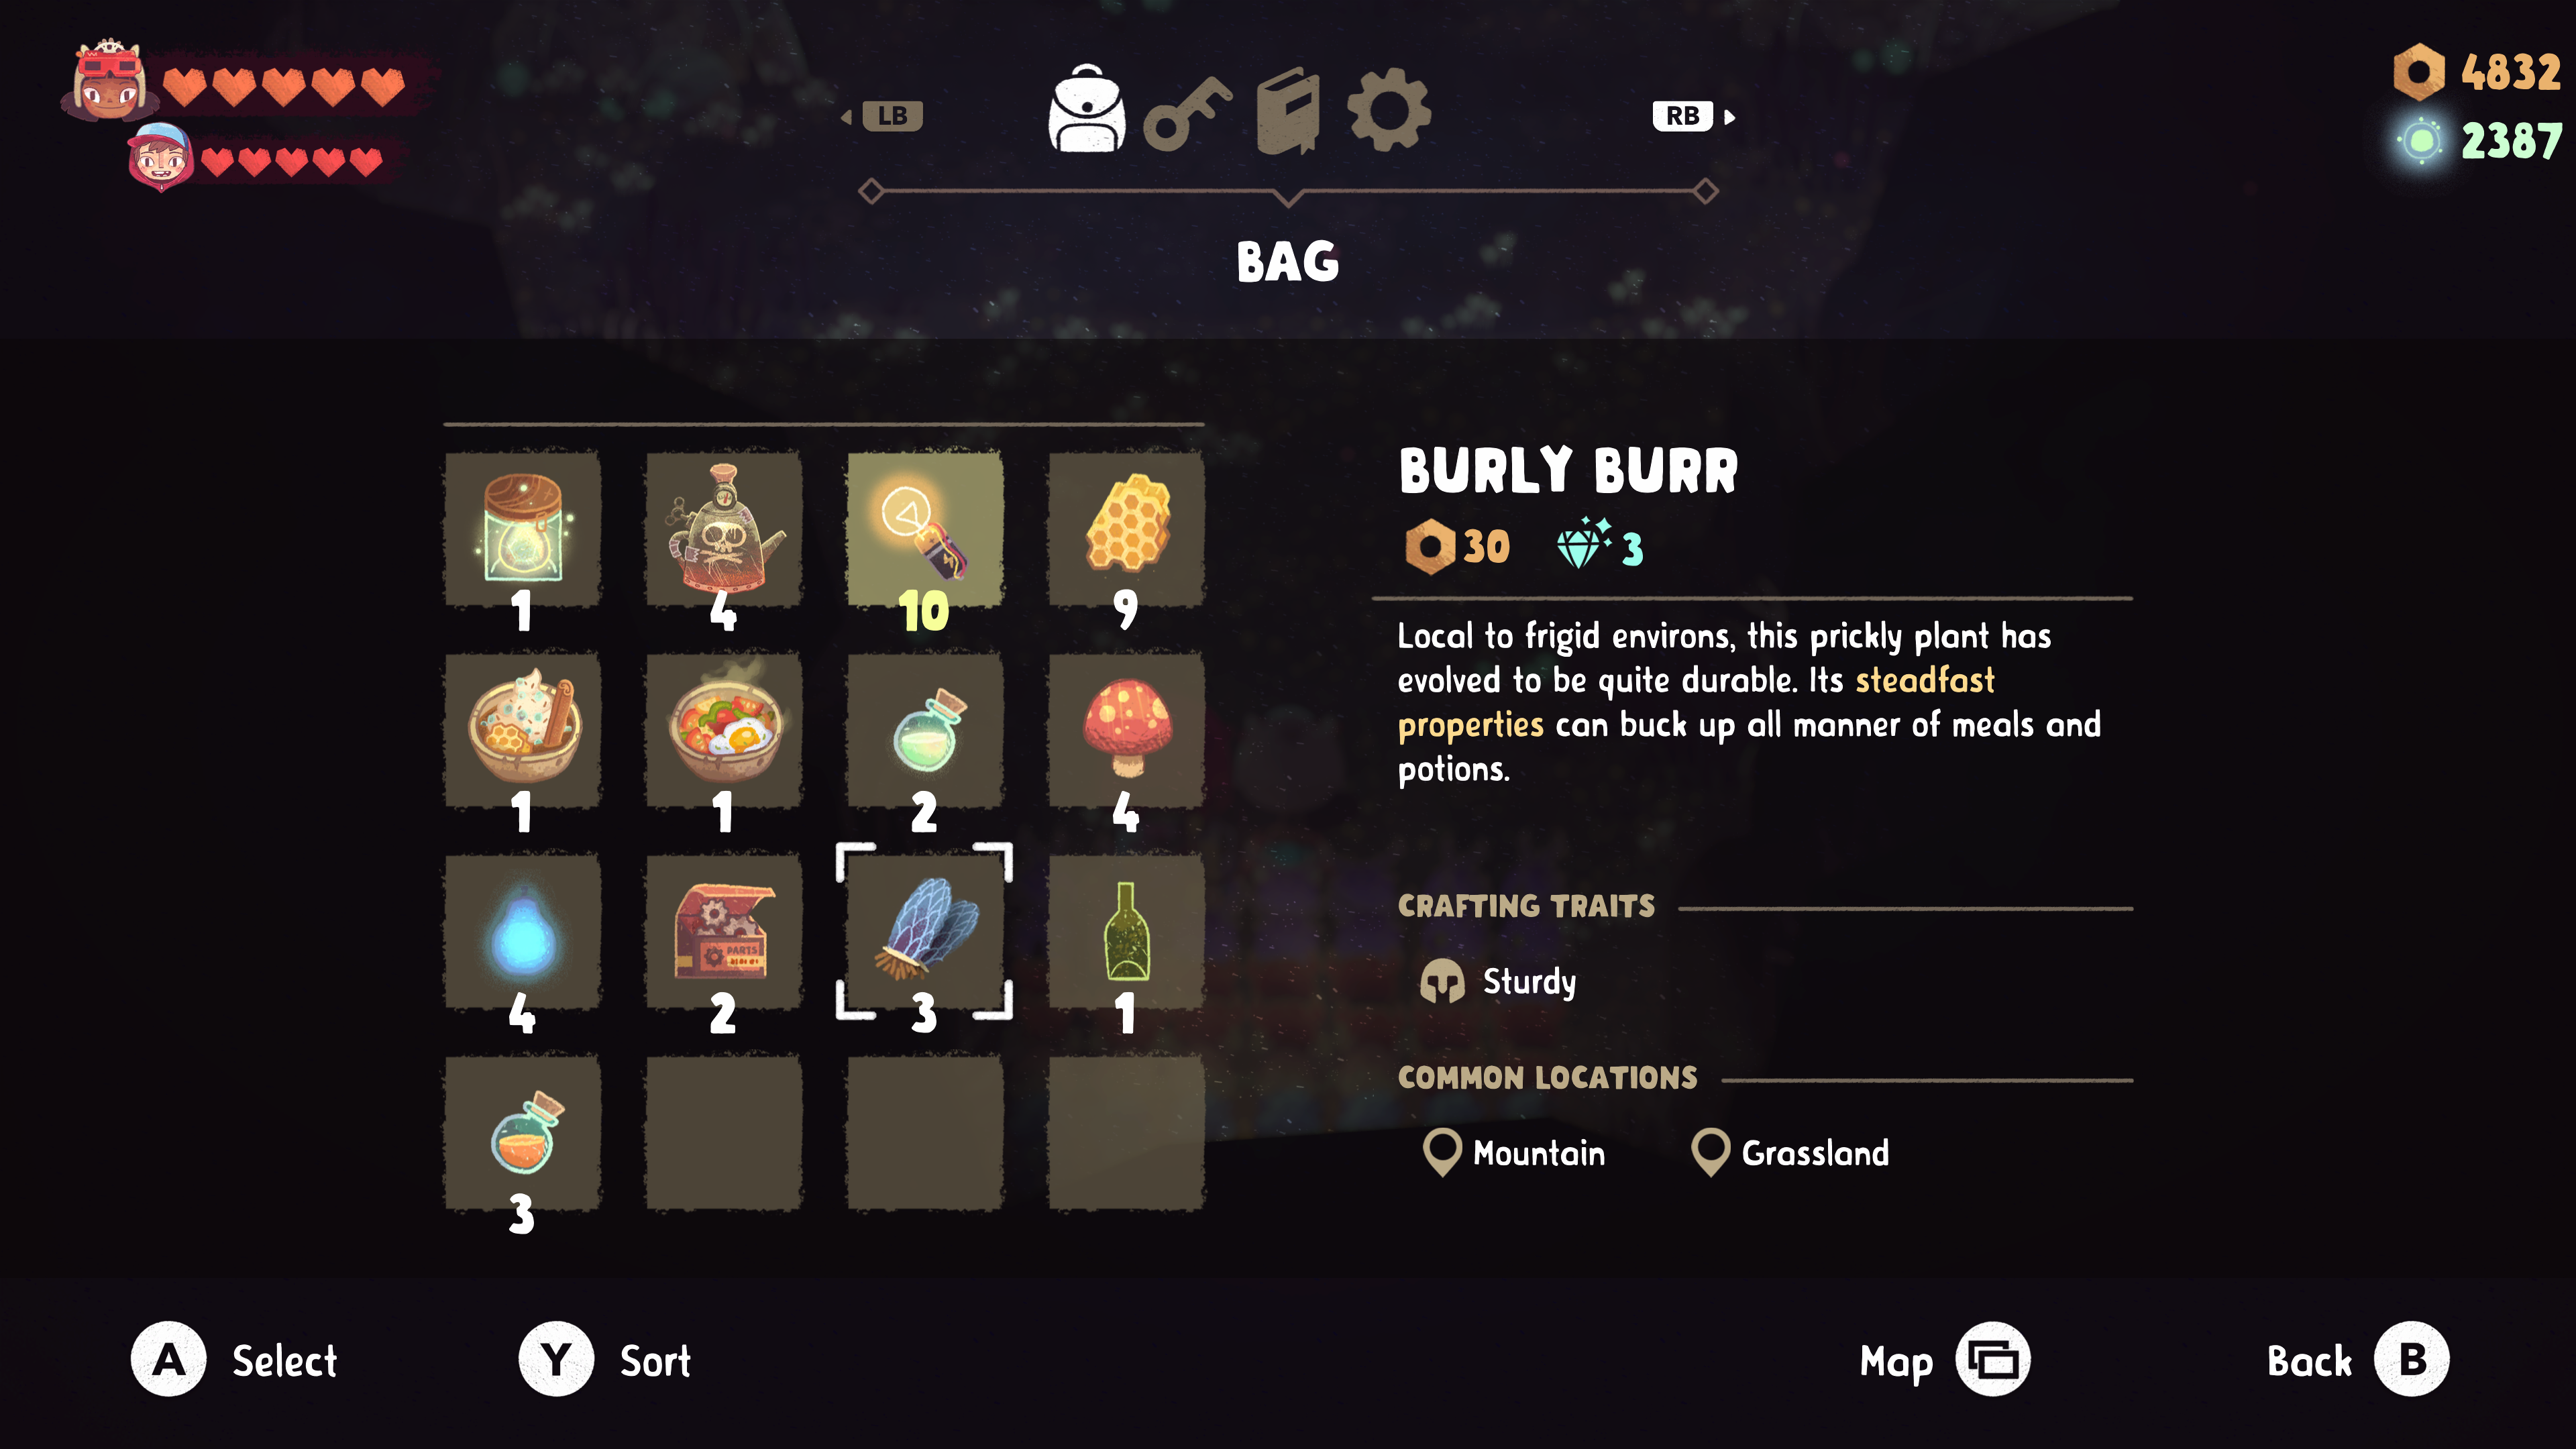 LB
RB
4832
2387
BAG
1
4
10
9
1
1
2
4
4
PARTS
2
3
1
3
BURLY BURR
30 3
Local to frigid environs, this prickly plant has
evolved to be quite durable. Its steadfast
properties can buck up all manner of meals and
potions.
CRAFTING TRAITS
Sturdy
COMMON LOCATIONS
Mountain Grassland
A Select
Y Sort
Map
Back B